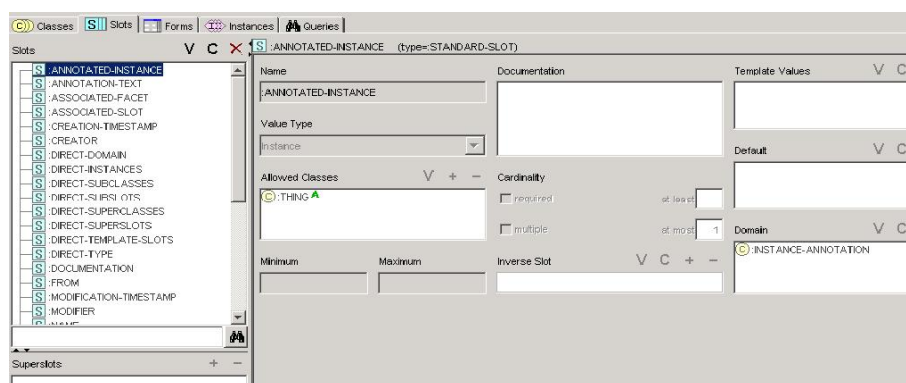 Classes Slots Forms Instances Queries
Slots V C
:ANNOTATED-INSTANCE (type=:STANDARD-SLOT)
:ANNOTATED-INSTANCE
:ANNOTATION-TEXT
:ASSOCIATED-FACET
:ASSOCIATED-SLOT
:CREATION-TIMESTAMP
:CREATOR
:DIRECT-DOMAIN
:DIRECT-INSTANCES
:DIRECT-SUBCLASSES
:DIRECT-SUBSLOTS
:DIRECT-SUPERCLASSES
:DIRECT-SUPERSLOTS
:DIRECT-TEMPLATE-SLOTS
:DIRECT-TYPE
:DOCUMENTATION
:FROM
:MODIFICATION-TIMESTAMP
:MODIFIER
:NAME
Superslots + -
Name
:ANNOTATED-INSTANCE
Value Type
Instance
Allowed Classes V + -
:THING A
Minimum Maximum
Documentation
Cardinality
required at least
multiple at most 1
Inverse Slot V C + -
Template Values V C
Default V C
Domain V C
:INSTANCE-ANNOTATION